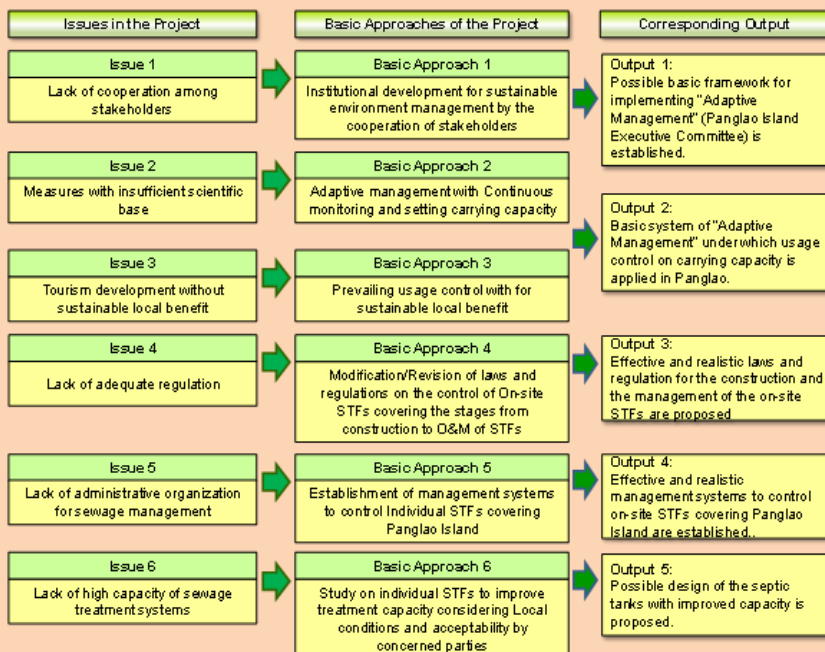 Issues in the Project
Basic Approaches of the Project
Corresponding Output
Issue 1
Lack of cooperation among
stakeholders
Basic Approach 1
Institutional development for sustainable
environment management by the
cooperation of stakeholders
Output 1:
Possible basic framework for
implementing "Adaptive
Management" (Panglao Island
Executive Committee) is
established.
Issue 2
Measures with insufficient scientific
base
Basic Approach 2
Adaptive management with Continuous
monitoring and setting carrying capacity
Output 2:
Basic system of "Adaptive
Management" under which usage
control on carrying capacity is
applied in Panglao.
Issue 3
Tourism development without
sustainable local benefit
Basic Approach 3
Prevailing usage control with for
sustainable local benefit
Issue 4
Lack of adequate regulation
Basic Approach 4
Modification/Revision of laws and
regulations on the control of On-site
STFs covering the stages from
construction to O&M of STFs
Output 3:
Effective and realistic laws and
regulation for the construction and
the management of the on-site
STFs are proposed
Issue 5
Lack of administrative organization
for sewage management
Basic Approach 5
Establishment of management systems
to control Individual STFs covering
Panglao Island
Output 4:
Effective and realistic
management systems to control
on-site STFs covering Panglao
Island are established..
Issue 6
Lack of high capacity of sewage
treatment systems
Basic Approach 6
Study on individual STFs to improve
treatment capacity considering Local
conditions and acceptability by
concerned parties
Output 5:
Possible design of the septic
tanks with improved capacity is
proposed.